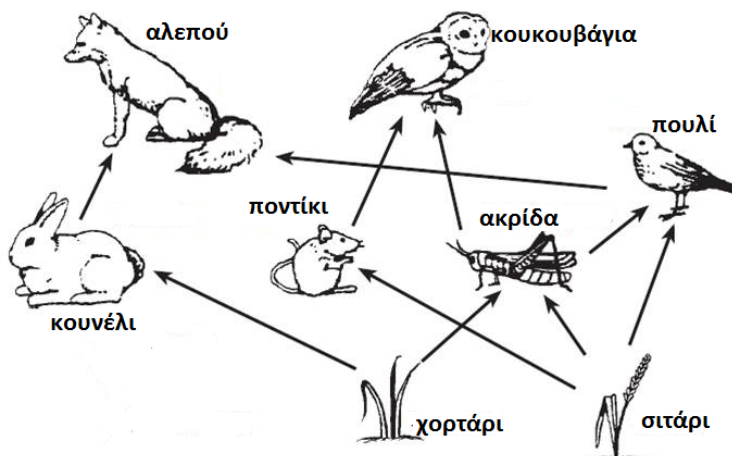 αλεπού
κουκουβάγια
πουλί
ποντίκι
ακρίδα
κουνέλι
χορτάρι
σιτάρι